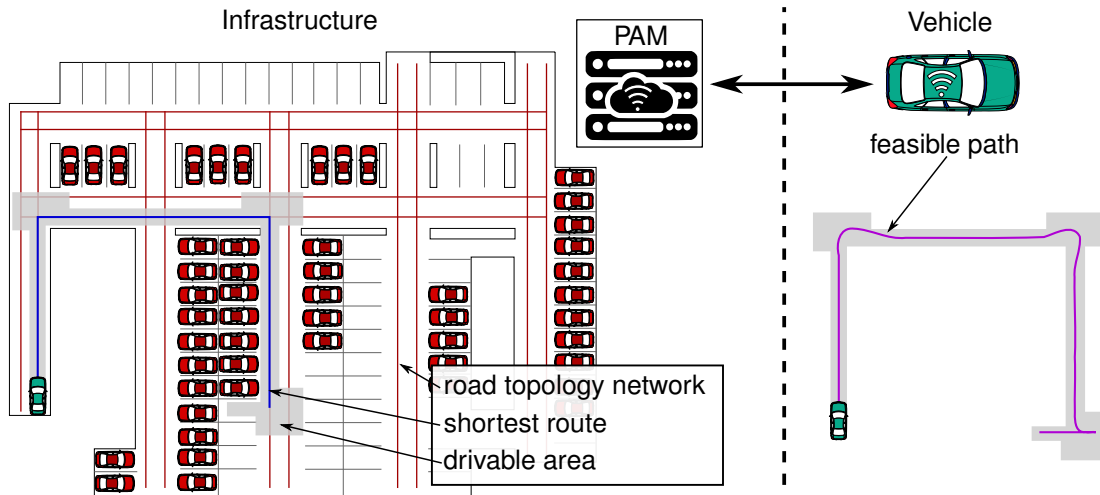 Infrastructure
PAM
Vehicle
feasible path
road topology network
shortest route
drivable area